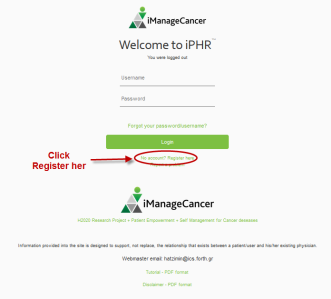 iManageCancer
Welcome to iPHR™
You were logged out
Username
Password
Forgot your password/username?
Login
Click
Register her
No account? Register here
iManageCancer
H2020 Research Project • Patient Empowerment • Self Management for Cancer deseases
Information provided into the site is designed to support, not replace, the relationship that exists between a patient/user and his/her existing physician.
Webmaster email: hatzimin@ics.forth.gr
Tutorial - PDF format
Disclaimer - PDF format